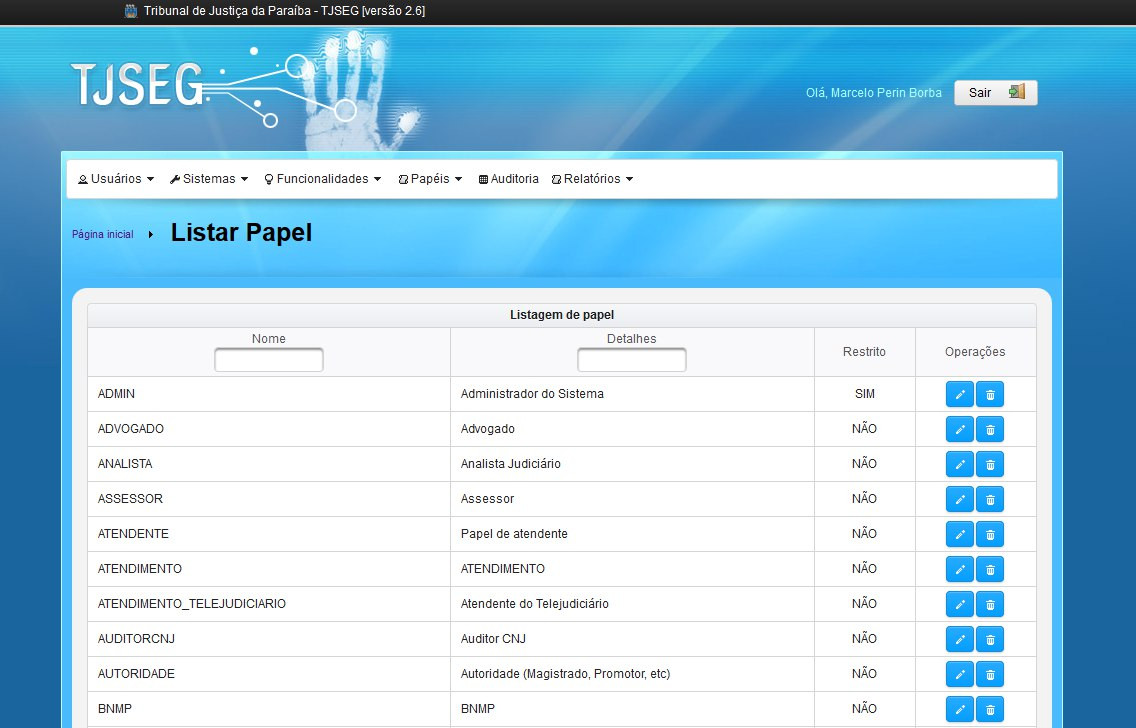 Tribunal de Justiça da Paraíba - TJSEG [versão 2.6]
TJSEG
Olá, Marcelo Perin Borba Sair
Usuários Sistemas Funcionalidades Papéis Auditoria Relatórios
Página inicial Listar Papel
Listagem de papel
Nome Detalhes Restrito Operações
ADMIN Administrador do Sistema SIM
ADVOGADO Advogado NÃO
ANALISTA Analista Judiciário NÃO
ASSESSOR Assessor NÃO
ATENDENTE Papel de atendente NÃO
ATENDIMENTO ATENDIMENTO NÃO
ATENDIMENTO_TELEJUDICIARIO Atendente do Telejudiciário NÃO
AUDITORCNJ Auditor CNJ NÃO
AUTORIDADE Autoridade (Magistrado, Promotor, etc) NÃO
BNMP BNMP NÃO